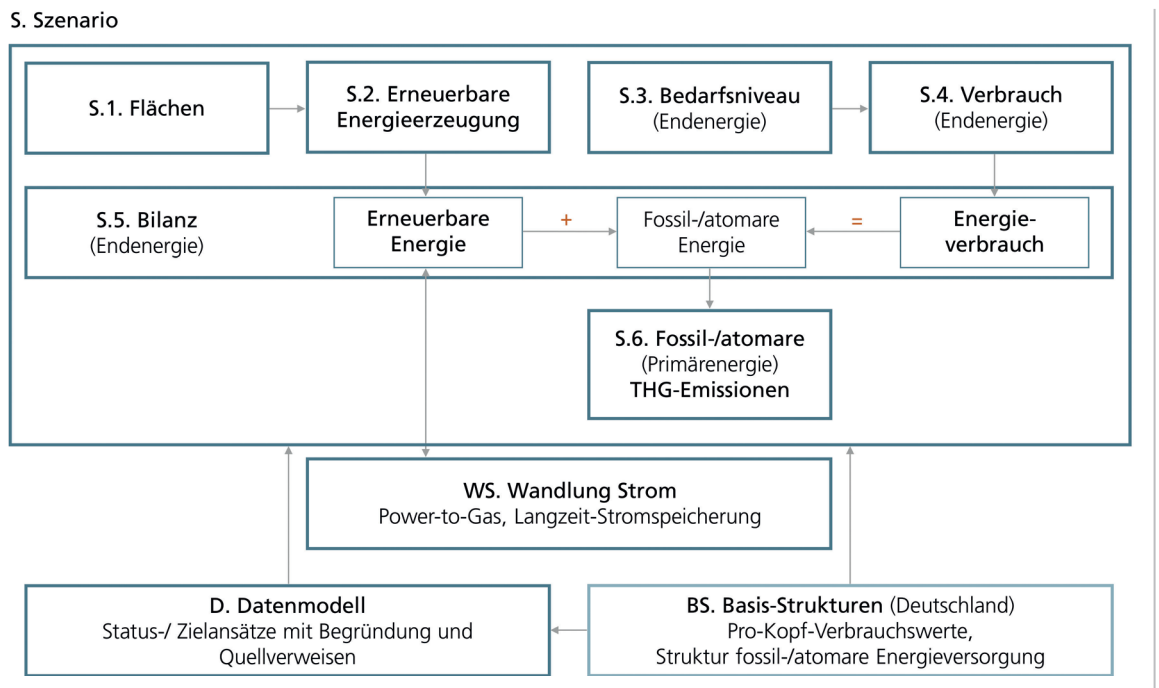 S. Szenario
S.1. Flächen
S.2. Erneuerbare
Energieerzeugung
S.3. Bedarfsniveau
(Endenergie)
S.4. Verbrauch
(Endenergie)
S.5. Bilanz
(Endenergie)
Erneuerbare
Energie
+
Fossil-/atomare
Energie
=
Energie-
verbrauch
S.6. Fossil-/atomare
(Primärenergie)
THG-Emissionen
WS. Wandlung Strom
Power-to-Gas, Langzeit-Stromspeicherung
D. Datenmodell
Status-/ Zielansätze mit Begründung und
Quellverweisen
BS. Basis-Strukturen (Deutschland)
Pro-Kopf-Verbrauchswerte,
Struktur fossil-/atomare Energieversorgung